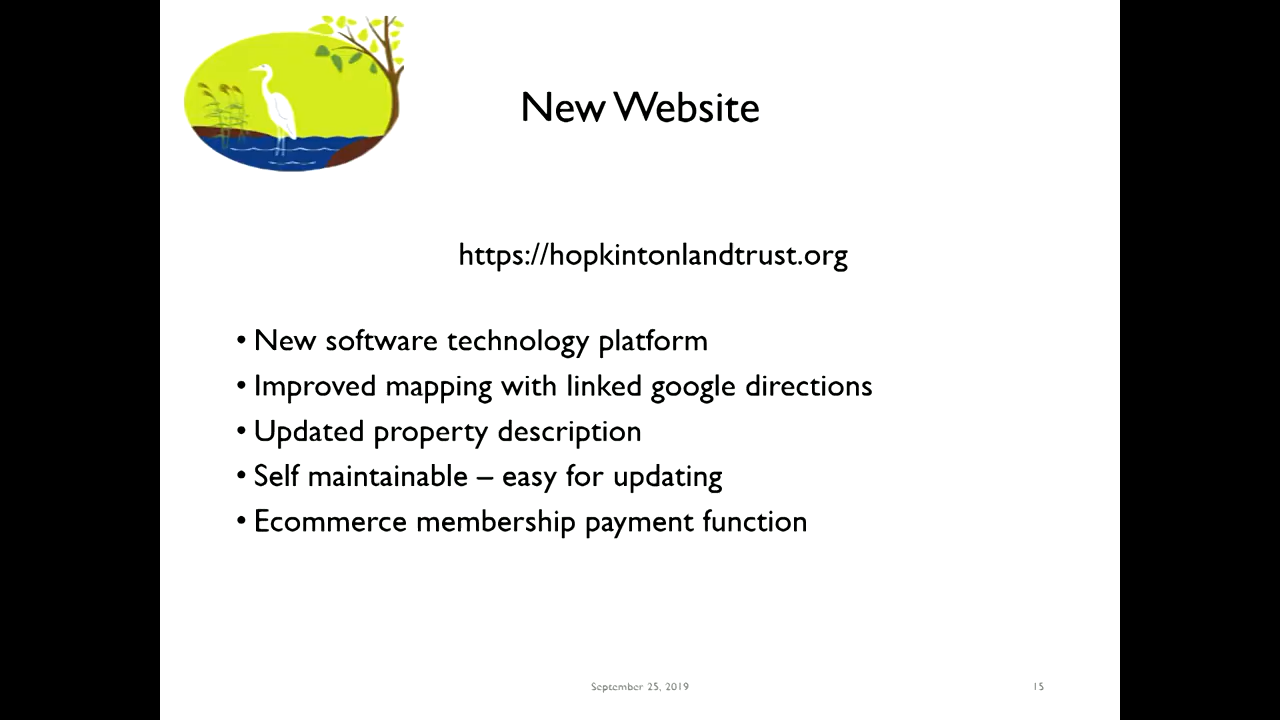 New Website
https://hopkintonlandtrust.org
• New software technology platform
• Improved mapping with linked google directions
• Updated property description
• Self maintainable – easy for updating
• Ecommerce membership payment function
September 25, 2019
15